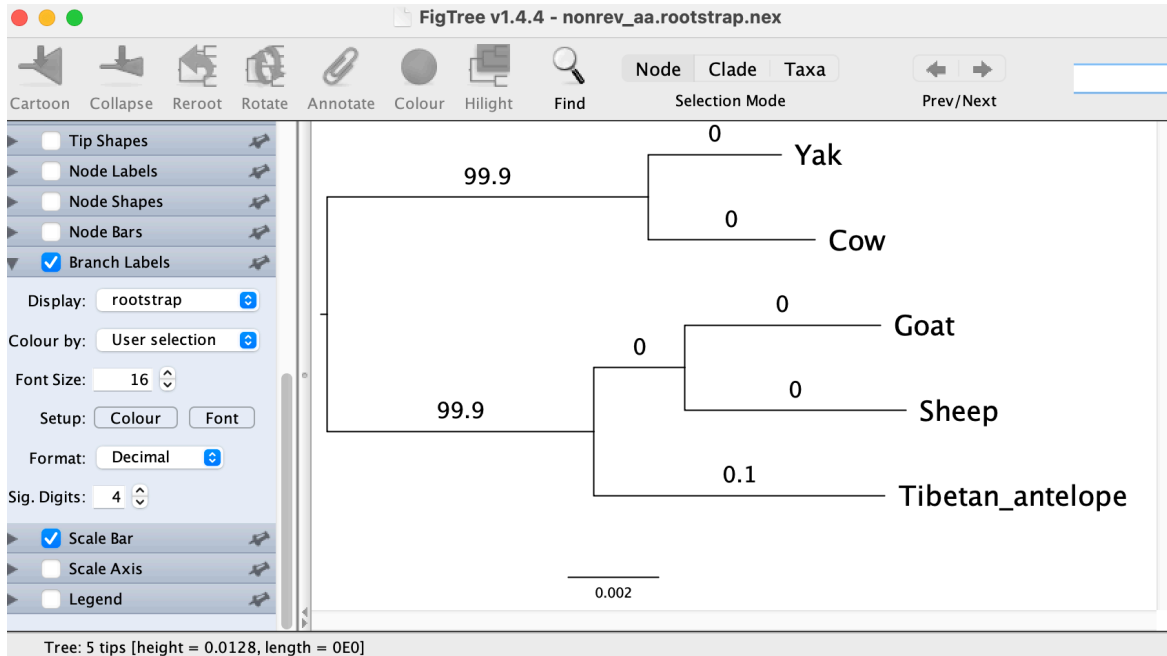 FigTree v1.4.4 - nonrev_aa.rootstrap.nex
Node Clade Taxa
Cartoon Collapse Reroot Rotate Annotate Colour Hilight Find Selection Mode Prev/Next
Tip Shapes
Node Labels
Node Shapes
Node Bars
Branch Labels
Display: rootstrap
Colour by: User selection
Font Size: 16
Setup: Colour Font
Format: Decimal
Sig. Digits: 4
Scale Bar
Scale Axis
Legend
0
Yak
99.9
0
Cow
0
Goat
0
0
Sheep
99.9
0.1
Tibetan_antelope
0.002
Tree: 5 tips [height = 0.0128, length = 0E0]